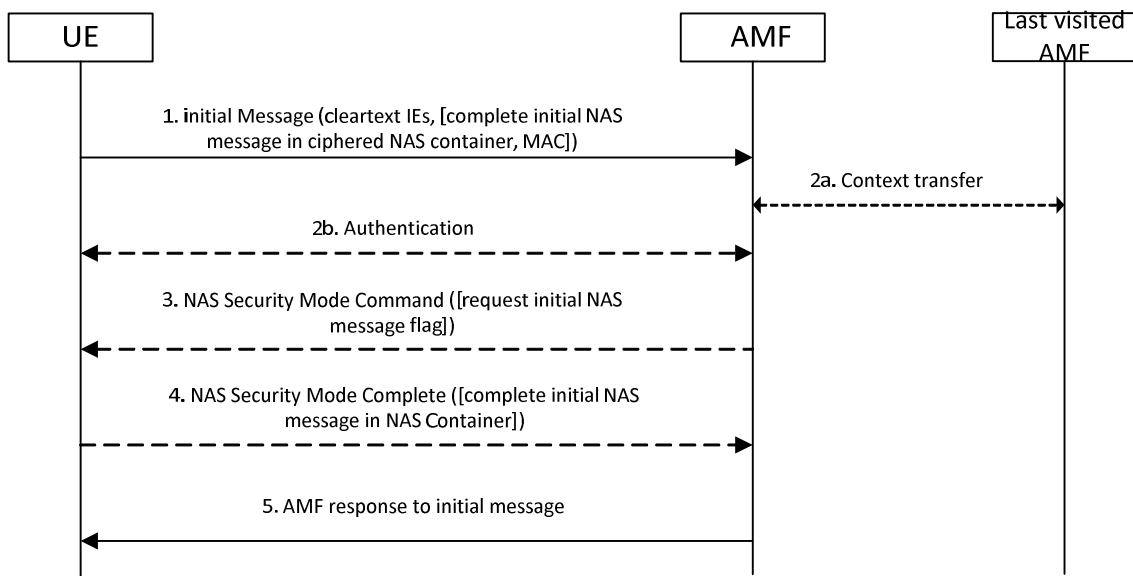 UE
AMF
Last visited
AMF
1. Initial Message (cleartext IEs, [complete initial NAS
message in ciphered NAS container, MAC])
2a. Context transfer
2b. Authentication
3. NAS Security Mode Command ([request initial NAS
message flag])
4. NAS Security Mode Complete ([complete initial NAS
message in NAS Container])
5. AMF response to initial message